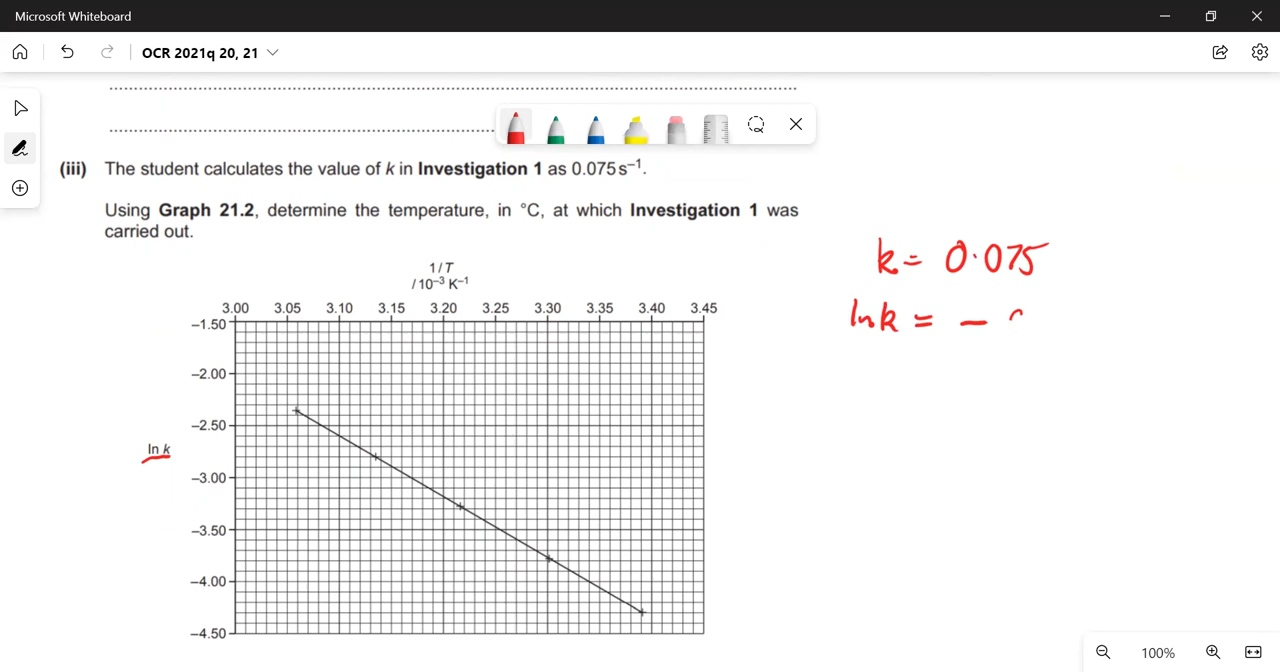 Microsoft Whiteboard
OCR 2021q 20, 21
(iii) The student calculates the value of k in Investigation 1 as 0.075 s⁻¹.
Using Graph 21.2, determine the temperature, in °C, at which Investigation 1 was
carried out.
1/T
/ 10⁻³ K⁻¹
3.00 3.05 3.10 3.15 3.20 3.25 3.30 3.35 3.40 3.45
–1.50
–2.00
–2.50
ln k
–3.00
–3.50
–4.00
–4.50
k = 0.075
ln k = –
100%